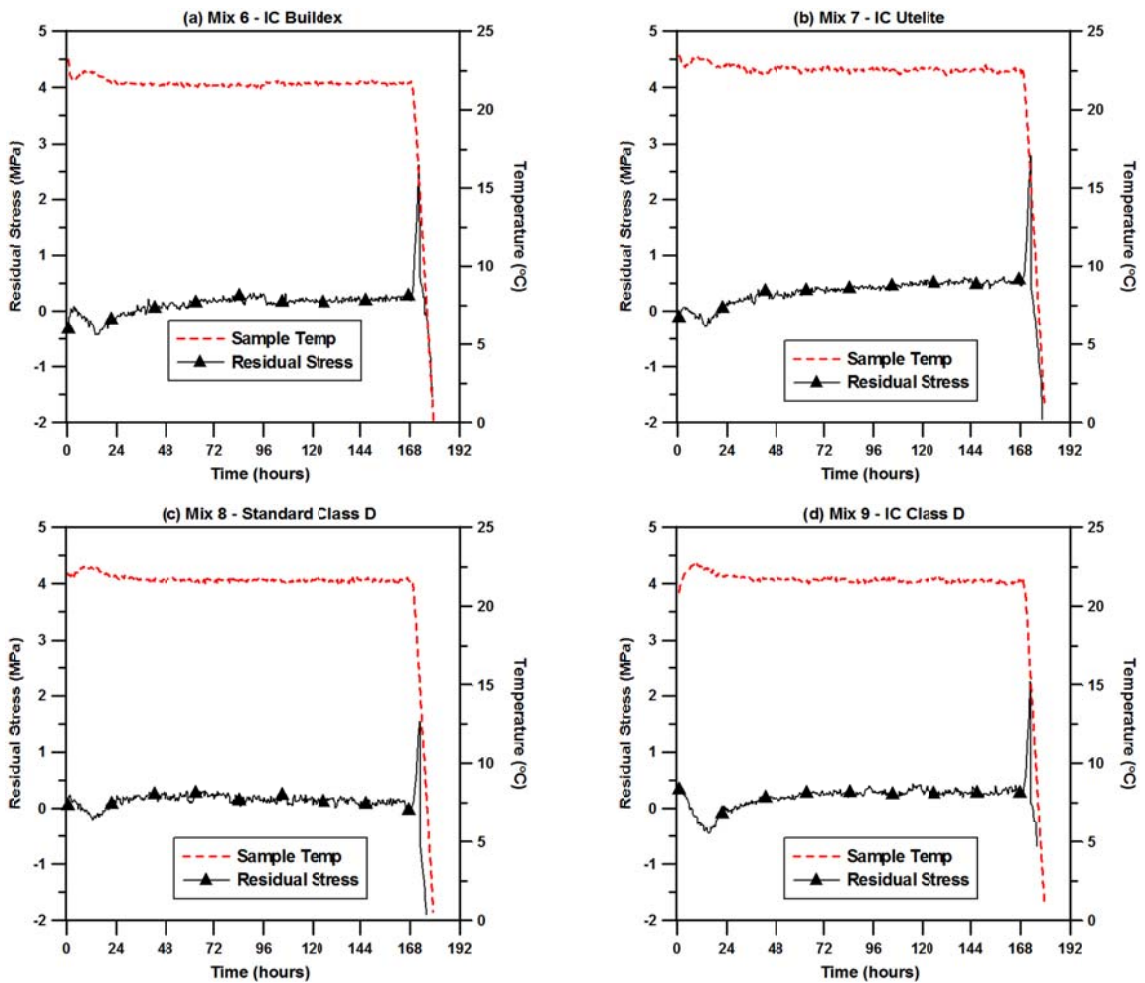 (a) Mix 6 - IC Buildex
5
4
3
2
1
0
-1
-2
Residual Stress (MPa)
25
20
15
10
5
0
Temperature (°C)
Sample Temp
Residual Stress
0 24 48 72 96 120 144 168 192
Time (hours)
(b) Mix 7 - IC Utelite
5
4
3
2
1
0
-1
-2
Residual Stress (MPa)
25
20
15
10
5
0
Temperature (°C)
Sample Temp
Residual Stress
0 24 48 72 96 120 144 168 192
Time (hours)
(c) Mix 8 - Standard Class D
5
4
3
2
1
0
-1
-2
Residual Stress (MPa)
25
20
15
10
5
0
Temperature (°C)
Sample Temp
Residual Stress
0 24 48 72 96 120 144 168 192
Time (hours)
(d) Mix 9 - IC Class D
5
4
3
2
1
0
-1
-2
Residual Stress (MPa)
25
20
15
10
5
0
Temperature (°C)
Sample Temp
Residual Stress
0 24 48 72 96 120 144 168 192
Time (hours)